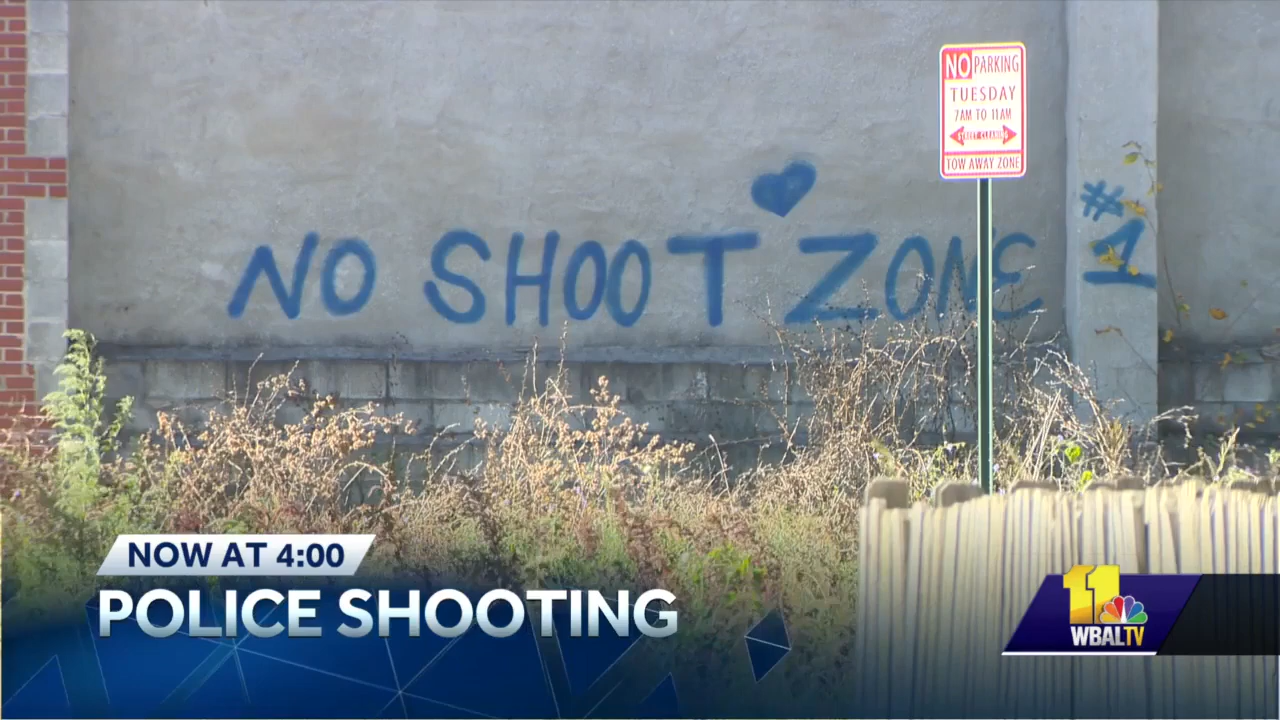 NO PARKING
TUESDAY
7AM TO 11AM
STREET CLEANING
TOW AWAY ZONE
NO SHOOT ZONE #1
NOW AT 4:00
POLICE SHOOTING
11
WBALTV